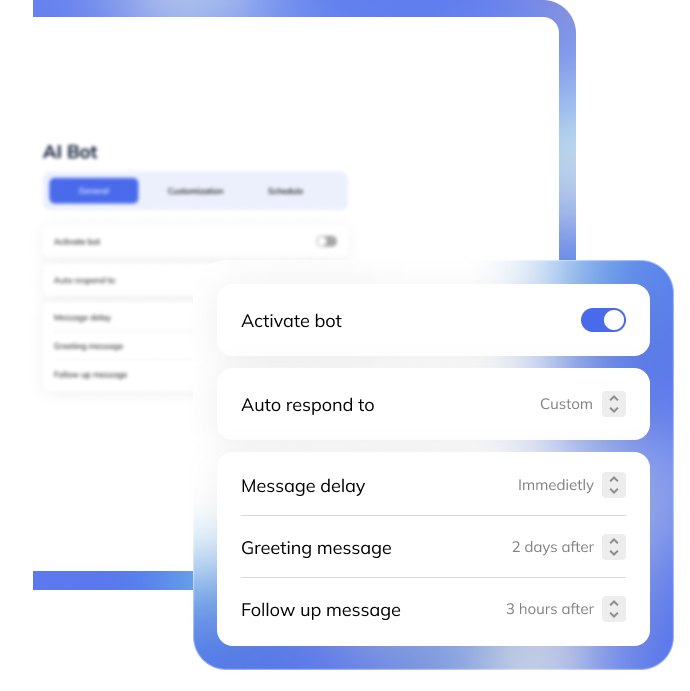 AI Bot
General Customization Schedule
Activate bot
Auto respond to
Message delay
Greeting message
Follow up message
Activate bot
Auto respond to Custom
Message delay Immedietly
Greeting message 2 days after
Follow up message 3 hours after